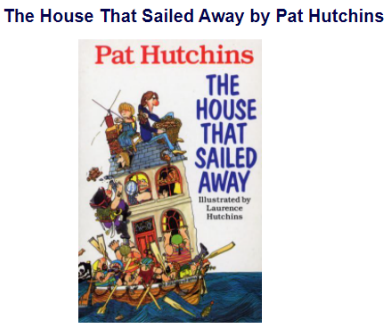 The House That Sailed Away by Pat Hutchins
Pat Hutchins
THE
HOUSE
THAT
SAILED
AWAY
Illustrated by
Laurence
Hutchins